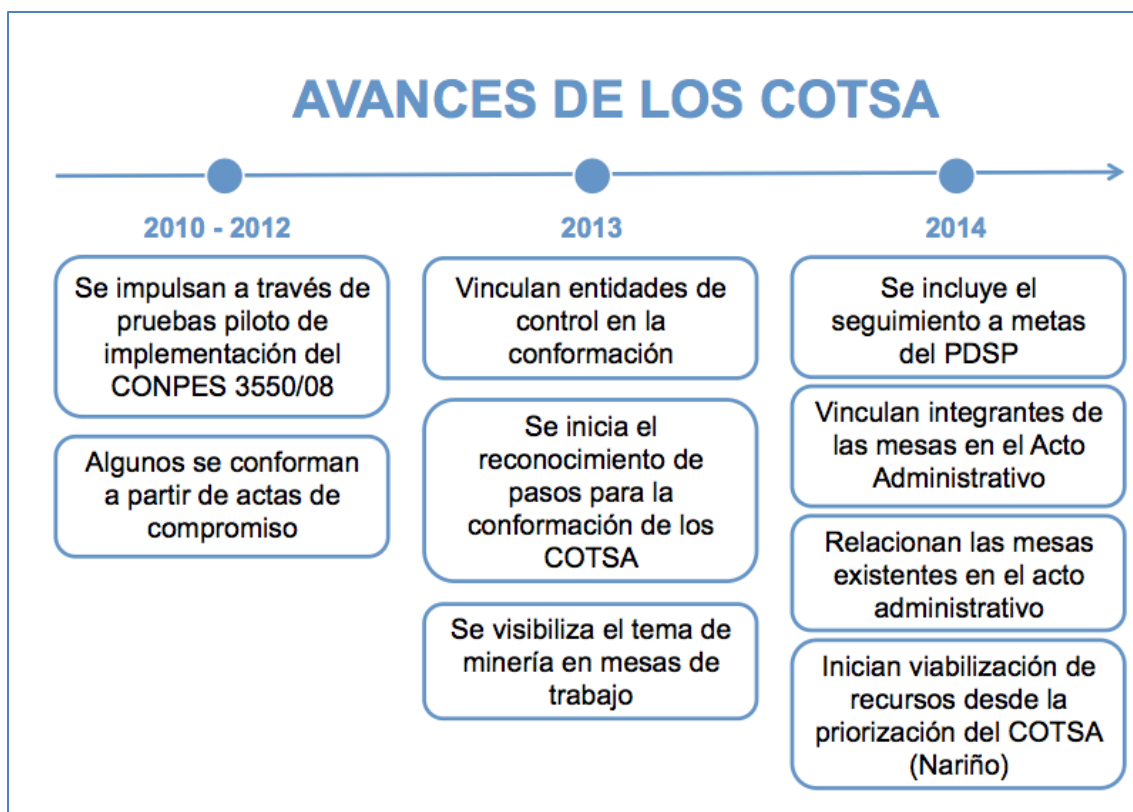 AVANCES DE LOS COTSA
2010 - 2012
Se impulsan a través de
pruebas piloto de
implementación del
CONPES 3550/08
Algunos se conforman
a partir de actas de
compromiso
2013
Vinculan entidades de
control en la
conformación
Se inicia el
reconocimiento de
pasos para la
conformación de los
COTSA
Se visibiliza el tema de
minería en mesas de
trabajo
2014
Se incluye el
seguimiento a metas
del PDSP
Vinculan integrantes de
las mesas en el Acto
Administrativo
Relacionan las mesas
existentes en el acto
administrativo
Inician viabilización de
recursos desde la
priorización del COTSA
(Nariño)